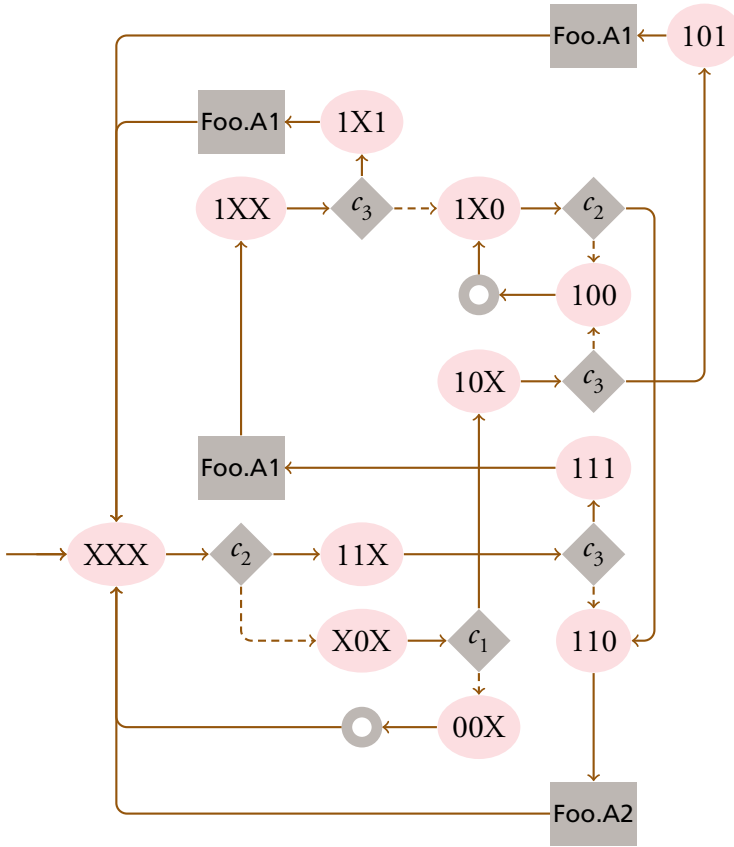 Foo.A1 101
Foo.A1 1X1
1XX c₃ 1X0 c₂
100
10X c₃
Foo.A1 111
XXX c₂ 11X c₃
X0X c₁ 110
00X
Foo.A2